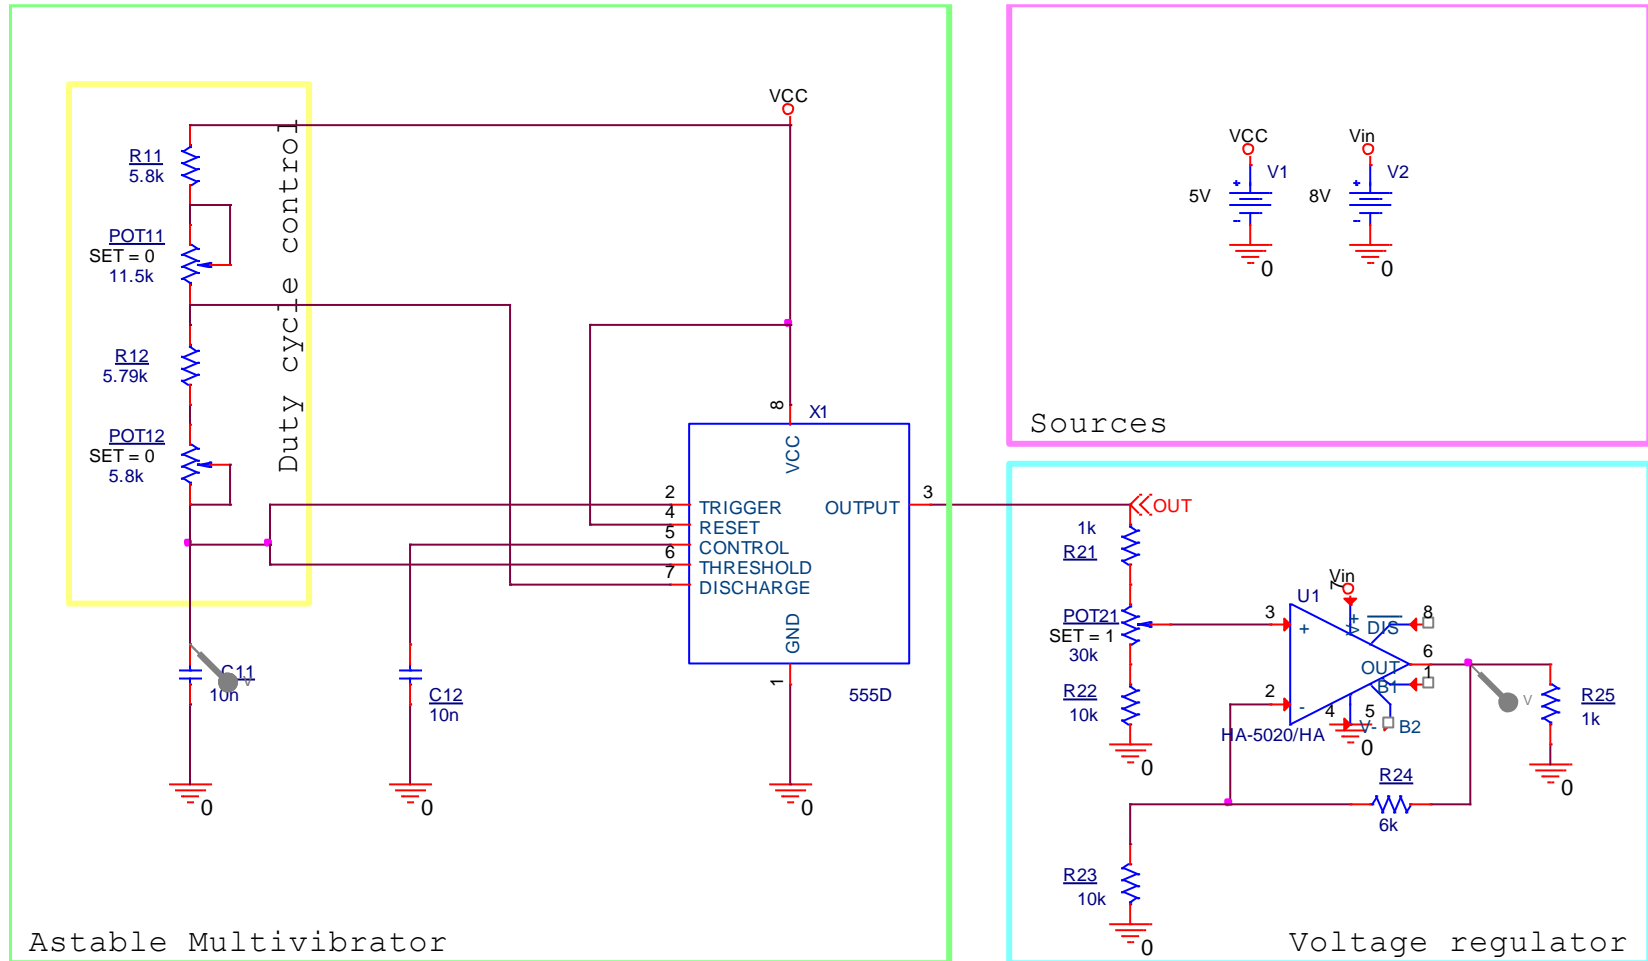 VCC
R11
5.8k
POT11
SET = 0
11.5k
R12
5.79k
POT12
SET = 0
5.8k
Duty cycle control
C11
10n
V
0
C12
10n
0
8
X1
VCC
2
TRIGGER
4
RESET
5
CONTROL
6
THRESHOLD
7
DISCHARGE
OUTPUT
3
GND
1
555D
0
Astable Multivibrator
VCC
V1
5V
+
-
0
Vin
V2
8V
+
-
0
Sources
OUT
1k
R21
POT21
SET = 1
30k
R22
10k
0
Vin
7
U1
3
+
V+
DIS
8
6
OUT
1
B1
2
-
4
5
V-
B2
HA-5020/HA
0
V
R25
1k
0
R24
6k
R23
10k
0
Voltage regulator